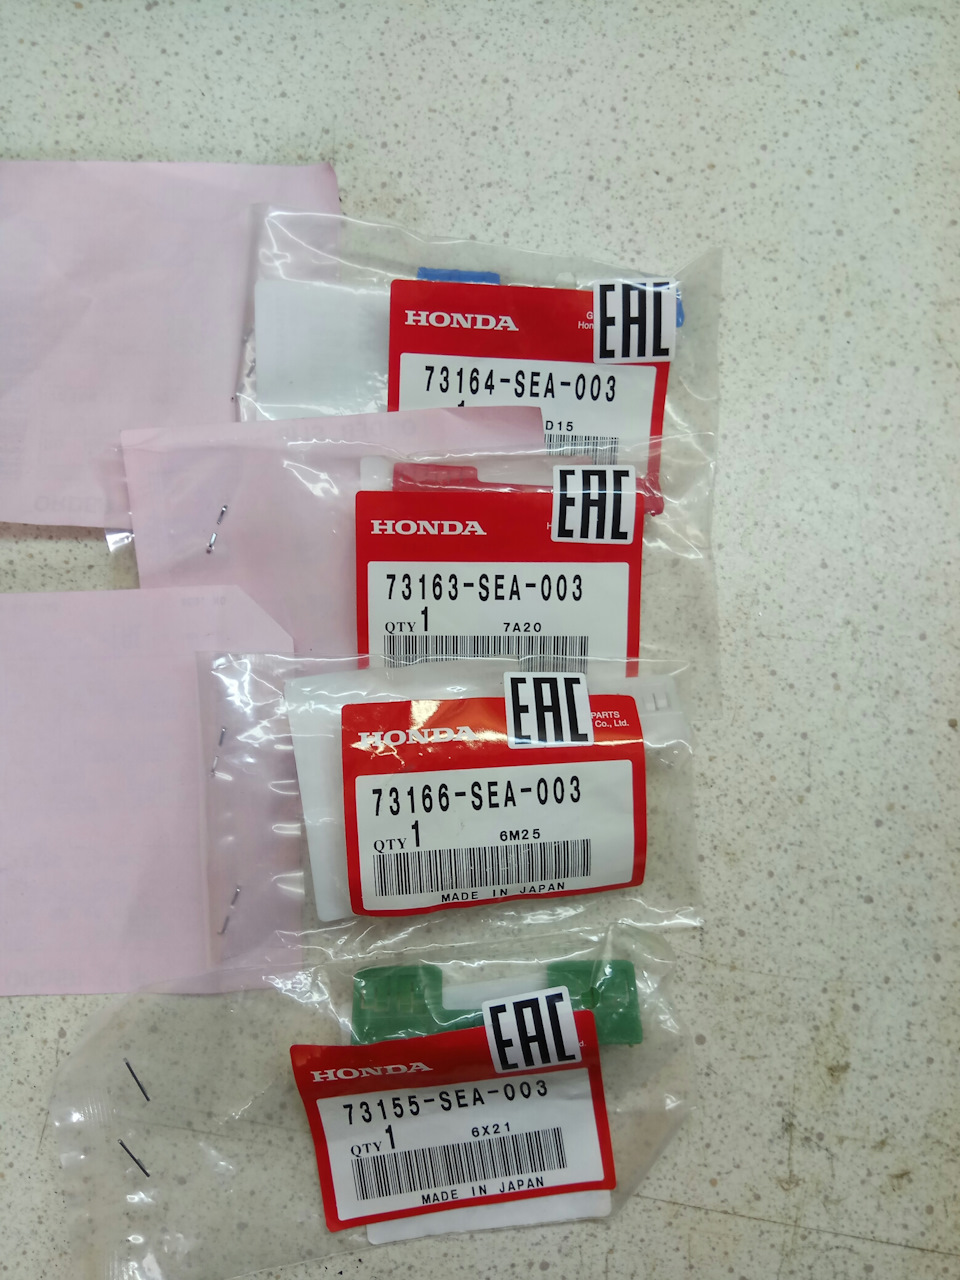 HONDA
EAC
73164-SEA-003
D15
HONDA
EAC
73163-SEA-003
QTY 1 7A20
HONDA
EAC
PARTS
Co., Ltd.
73166-SEA-003
QTY 1 6M25
MADE IN JAPAN
HONDA
EAC
73155-SEA-003
QTY 1 6X21
MADE IN JAPAN